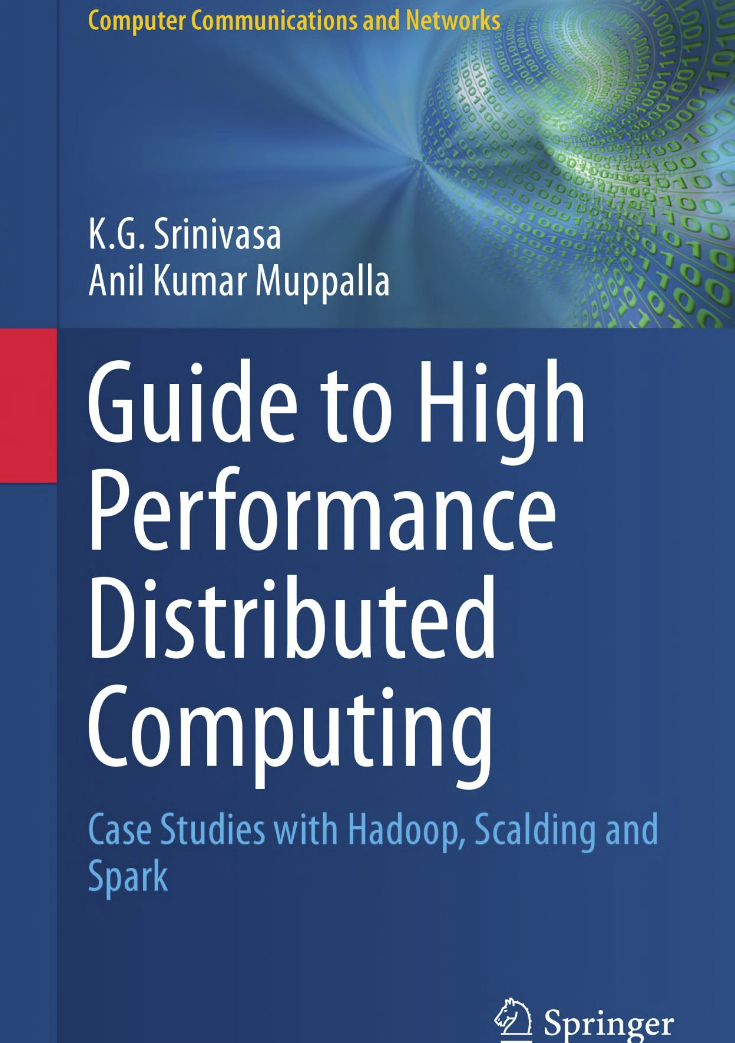 Computer Communications and Networks
K.G. Srinivasa
Anil Kumar Muppalla
Guide to High
Performance
Distributed
Computing
Case Studies with Hadoop, Scalding and
Spark
Springer